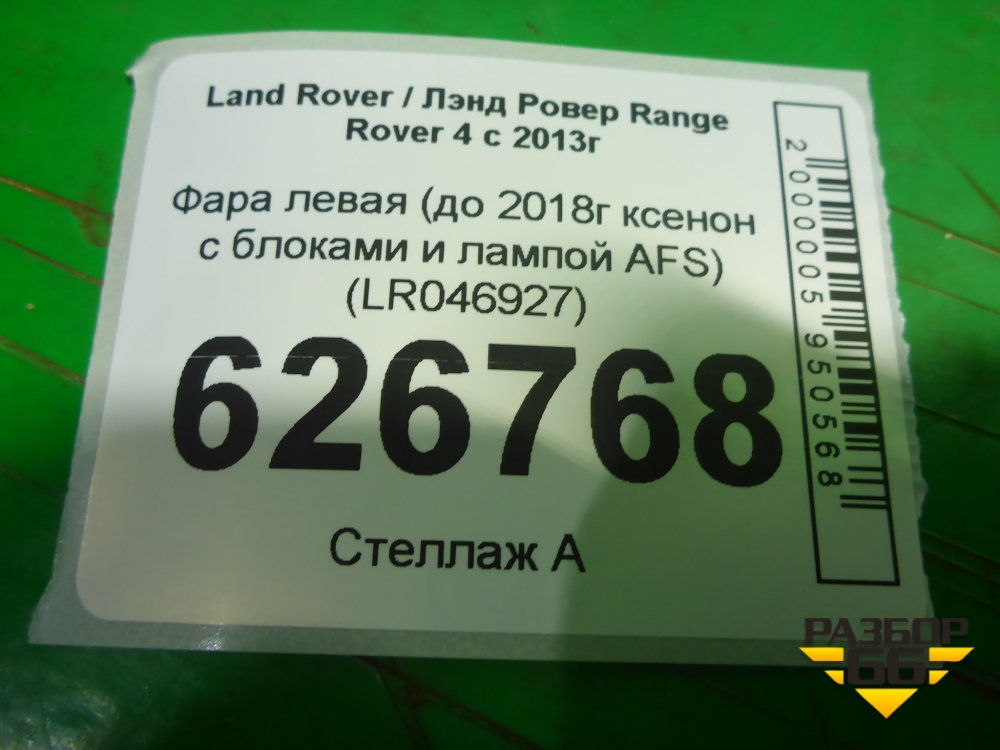 Land Rover / Лэнд Ровер Range
Rover 4 с 2013г
Фара левая (до 2018г ксенон
с блоками и лампой AFS)
(LR046927)
626768
Стеллаж А
2000005950568
РАЗБОР
66